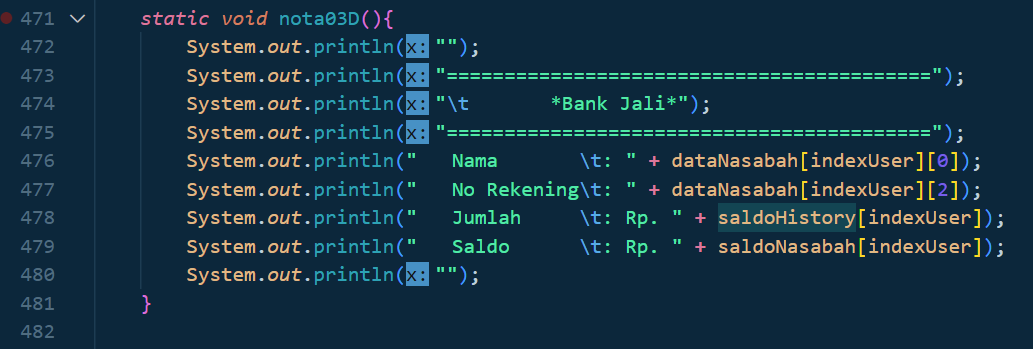 471 static void nota03D(){
472 System.out.println(x:"");
473 System.out.println(x:"==========================================");
474 System.out.println(x:"\t       *Bank Jali*");
475 System.out.println(x:"==========================================");
476 System.out.println("   Nama       \t: " + dataNasabah[indexUser][0]);
477 System.out.println("   No Rekening\t: " + dataNasabah[indexUser][2]);
478 System.out.println("   Jumlah     \t: Rp. " + saldoHistory[indexUser]);
479 System.out.println("   Saldo      \t: Rp. " + saldoNasabah[indexUser]);
480 System.out.println(x:"");
481 }
482